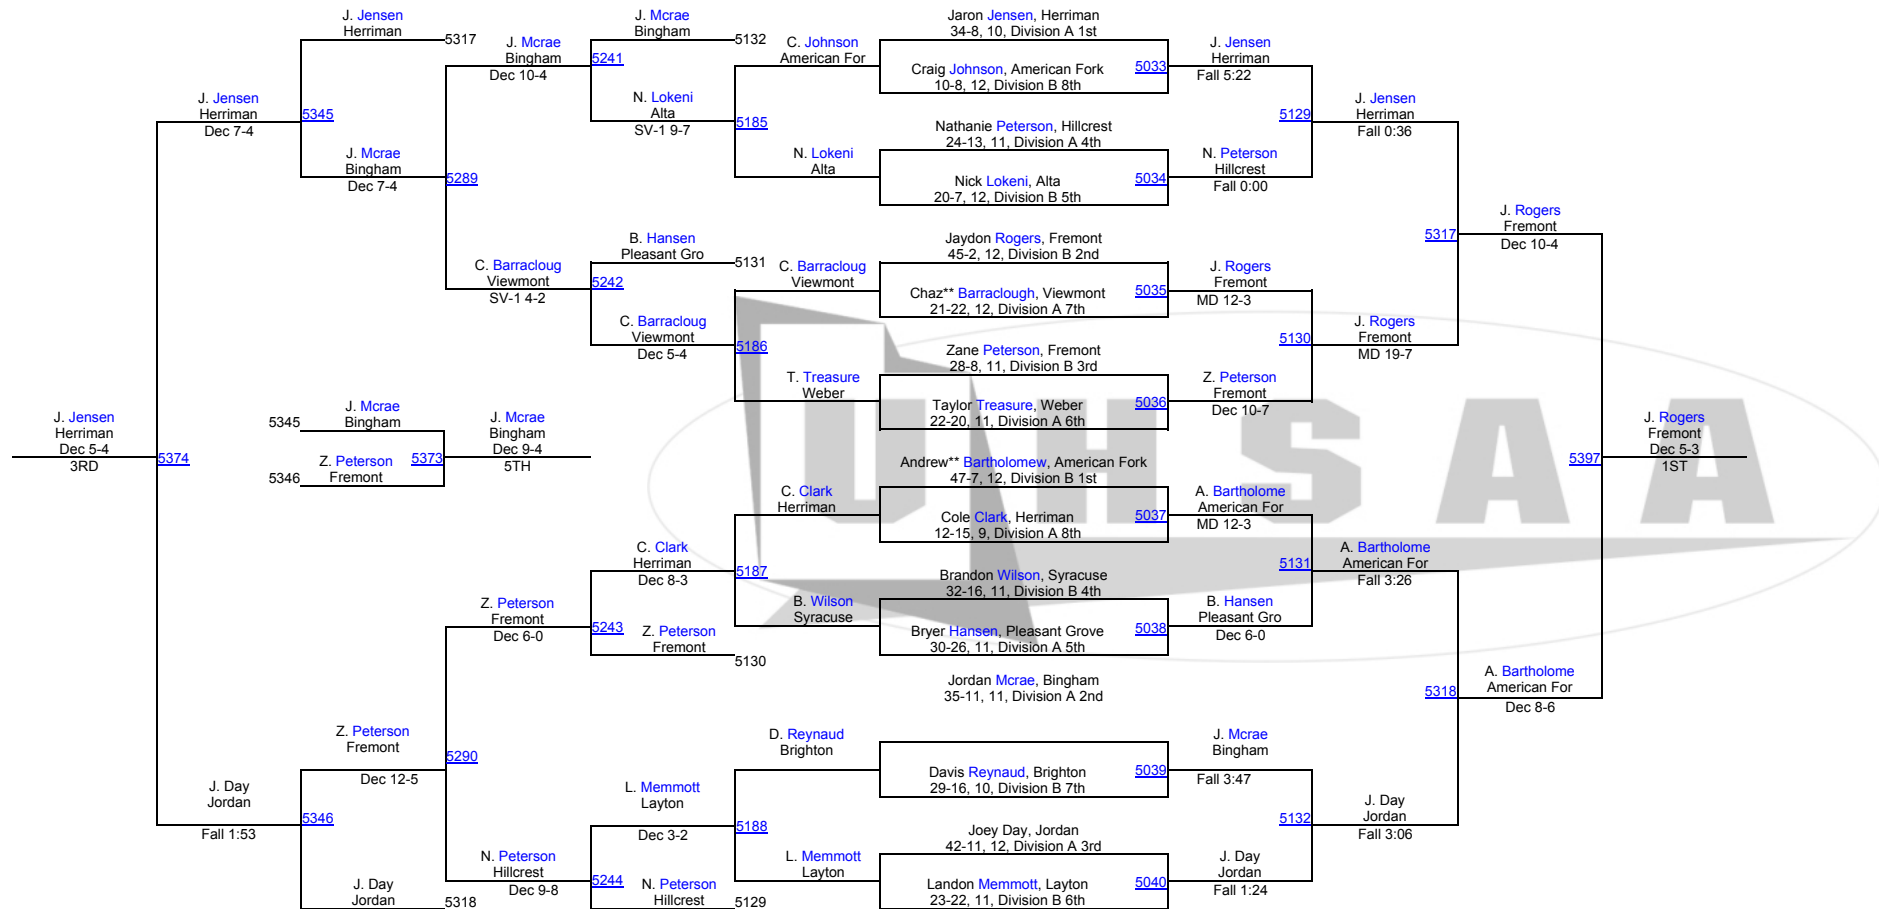 J. Jensen
Herriman
5317
J. Mcrae
Bingham
Dec 10-4
J. Mcrae
Bingham
5132
5241
C. Johnson
American For
Jaron Jensen, Herriman
34-8, 10, Division A 1st
Craig Johnson, American Fork
10-8, 12, Division B 8th
5033
J. Jensen
Herriman
Fall 5:22
J. Jensen
Herriman
Dec 7-4
5345
N. Lokeni
Alta
SV-1 9-7
5185
Nathanie Peterson, Hillcrest
24-13, 11, Division A 4th
5129
J. Jensen
Herriman
Fall 0:36
J. Mcrae
Bingham
Dec 7-4
5289
N. Lokeni
Alta
Nick Lokeni, Alta
20-7, 12, Division B 5th
5034
N. Peterson
Hillcrest
Fall 0:00
B. Hansen
Pleasant Gro
5131
Jaydon Rogers, Fremont
45-2, 12, Division B 2nd
5317
J. Rogers
Fremont
Dec 10-4
C. Barracloug
Viewmont
SV-1 4-2
5242
C. Barracloug
Viewmont
Chaz** Barraclough, Viewmont
21-22, 12, Division A 7th
5035
J. Rogers
Fremont
MD 12-3
C. Barracloug
Viewmont
Dec 5-4
5186
Zane Peterson, Fremont
28-8, 11, Division B 3rd
5130
J. Rogers
Fremont
MD 19-7
T. Treasure
Weber
Taylor Treasure, Weber
22-20, 11, Division A 6th
5036
Z. Peterson
Fremont
Dec 10-7
J. Jensen
Herriman
Dec 5-4
3RD
5374
5345
J. Mcrae
Bingham
5346
Z. Peterson
Fremont
5373
J. Mcrae
Bingham
Dec 9-4
5TH
UHSAA
5397
J. Rogers
Fremont
Dec 5-3
1ST
Andrew** Bartholomew, American Fork
47-7, 12, Division B 1st
C. Clark
Herriman
Cole Clark, Herriman
12-15, 9, Division A 8th
5037
A. Bartholome
American For
MD 12-3
C. Clark
Herriman
Dec 8-3
5187
Brandon Wilson, Syracuse
32-16, 11, Division B 4th
5131
A. Bartholome
American For
Fall 3:26
Z. Peterson
Fremont
Dec 6-0
5243
Z. Peterson
Fremont
5130
B. Wilson
Syracuse
Bryer Hansen, Pleasant Grove
30-26, 11, Division A 5th
5038
B. Hansen
Pleasant Gro
Dec 6-0
Jordan Mcrae, Bingham
35-11, 11, Division A 2nd
5318
A. Bartholome
American For
Dec 8-6
Z. Peterson
Fremont
Dec 12-5
5290
D. Reynaud
Brighton
Davis Reynaud, Brighton
29-16, 10, Division B 7th
5039
J. Mcrae
Bingham
Fall 3:47
J. Day
Jordan
Fall 1:53
5346
L. Memmott
Layton
Dec 3-2
5188
Joey Day, Jordan
42-11, 12, Division A 3rd
5132
J. Day
Jordan
Fall 3:06
J. Day
Jordan
5318
N. Peterson
Hillcrest
Dec 9-8
5244
N. Peterson
Hillcrest
5129
L. Memmott
Layton
Landon Memmott, Layton
23-22, 11, Division B 6th
5040
J. Day
Jordan
Fall 1:24